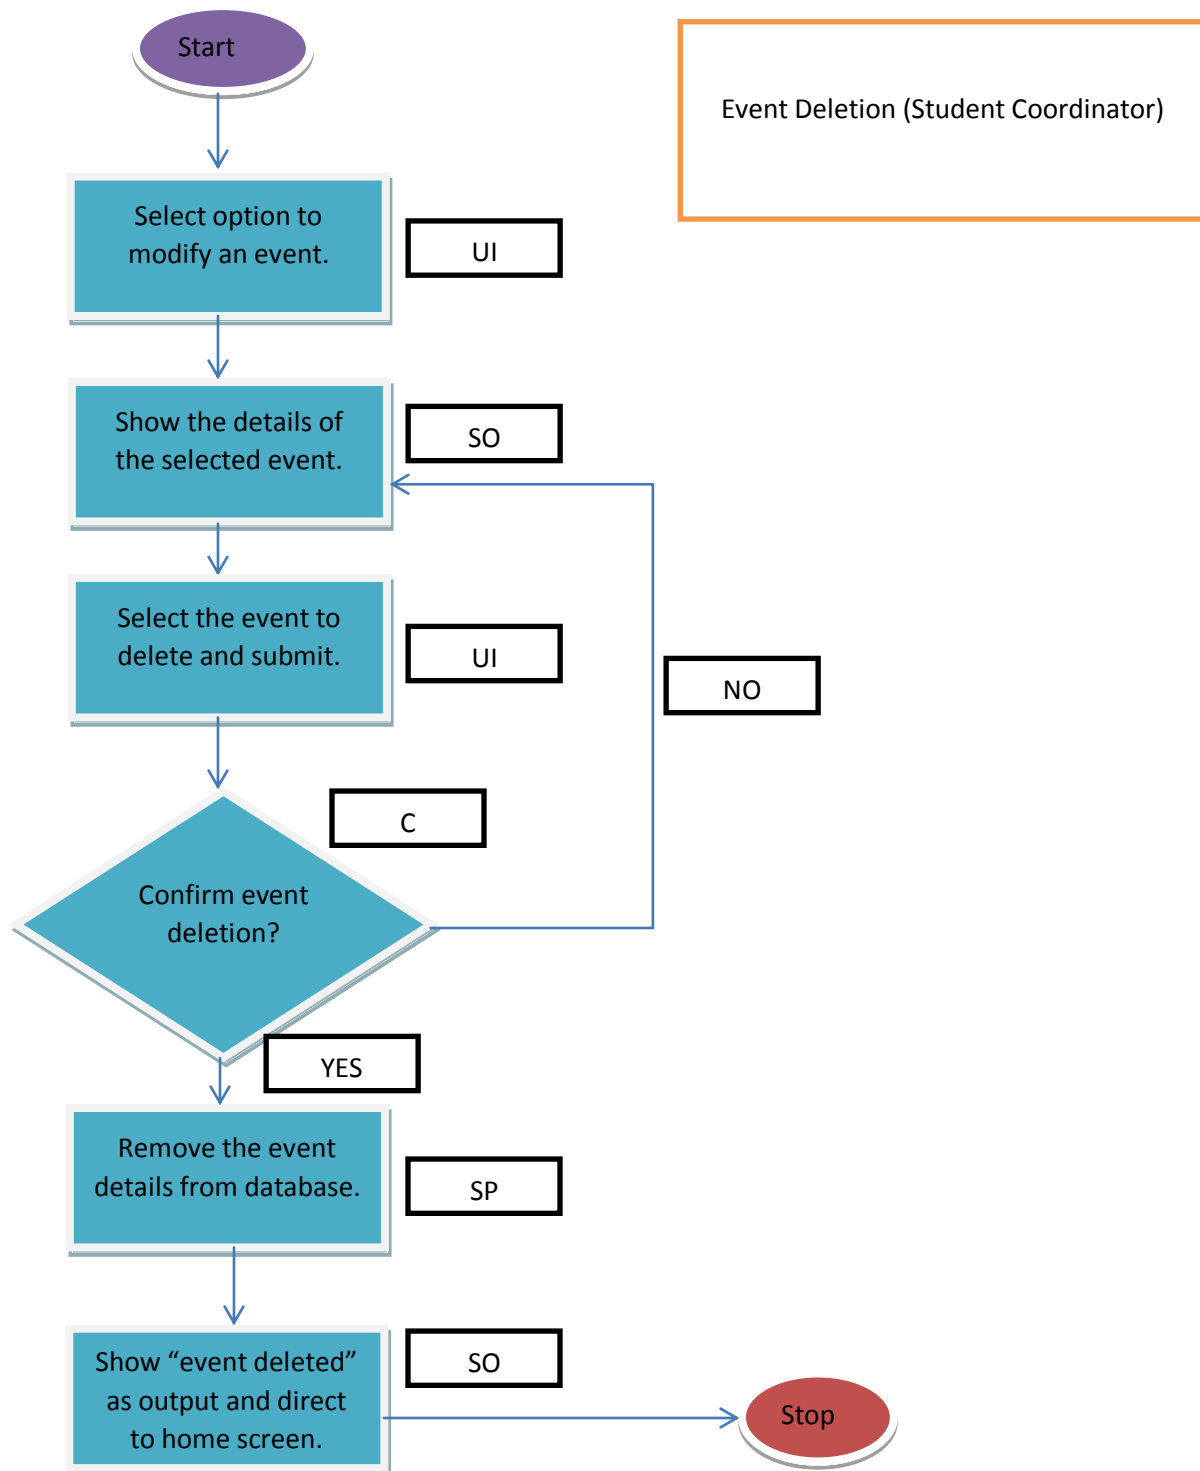 Start
Event Deletion (Student Coordinator)
Select option to
modify an event.
UI
Show the details of
the selected event.
SO
Select the event to
delete and submit.
UI
NO
C
Confirm event
deletion?
YES
Remove the event
details from database.
SP
Show “event deleted”
as output and direct
to home screen.
SO
Stop